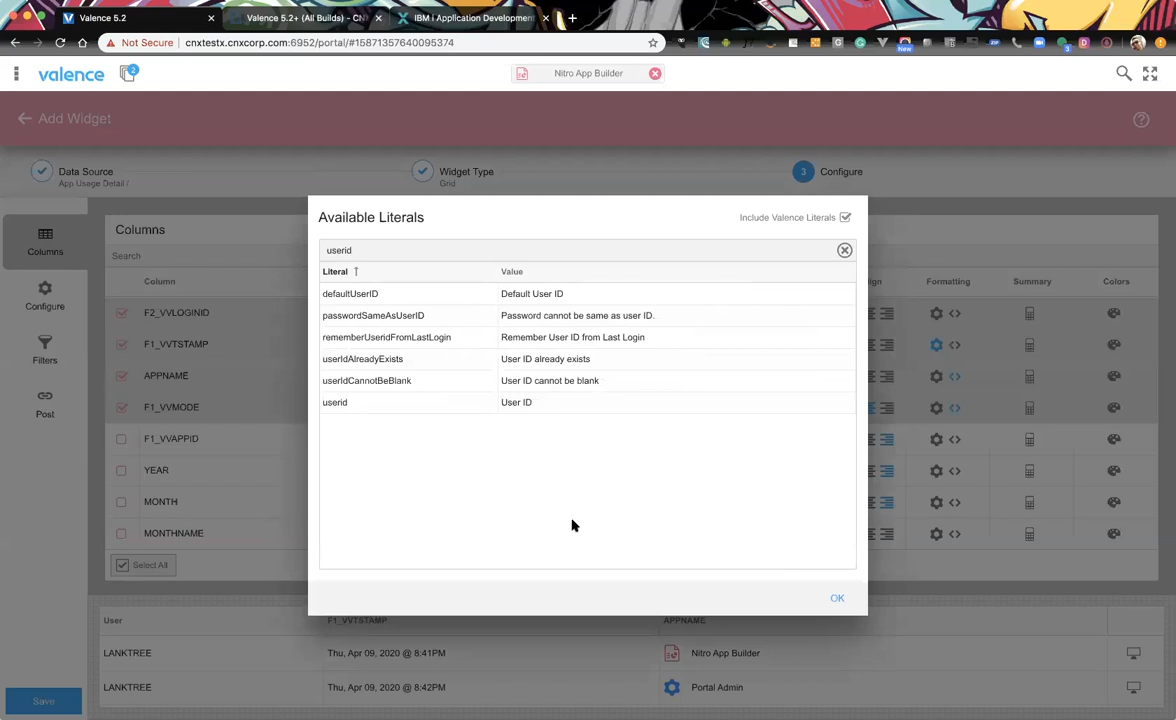 Valence 5.2
Valence 5.2+ (All Builds) - CN
IBM i Application Development
Not Secure
cnxtestx.cnxcorp.com:6952/portal/#15871357640095374
New
3
valence
2
Nitro App Builder
Add Widget
Data Source
App Usage Detail /
Widget Type
Grid
3
Configure
Columns
Configure
Filters
Post
Columns
Search
Column
Formatting
Summary
Colors
F2_VVLOGINID
F1_VVTSTAMP
APPNAME
F1_VVMODE
F1_VVAPPID
YEAR
MONTH
MONTHNAME
Select All
Available Literals
Include Valence Literals
userid
Literal ↑
Value
defaultUserID
Default User ID
passwordSameAsUserID
Password cannot be same as user ID.
rememberUseridFromLastLogin
Remember User ID from Last Login
userIdAlreadyExists
User ID already exists
userIdCannotBeBlank
User ID cannot be blank
userid
User ID
OK
User
F1_VVTSTAMP
APPNAME
LANKTREE
Thu, Apr 09, 2020 @ 8:41PM
Nitro App Builder
LANKTREE
Thu, Apr 09, 2020 @ 8:42PM
Portal Admin
Save